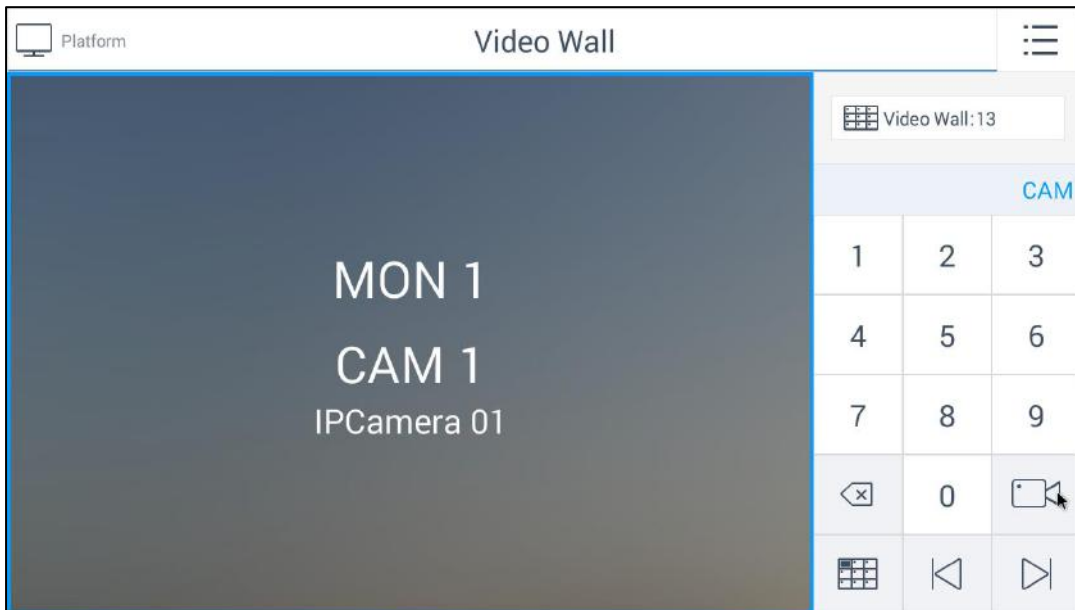 Platform
Video Wall
Video Wall:13
CAM
MON 1
CAM 1
IPCamera 01
1 2 3
4 5 6
7 8 9
0